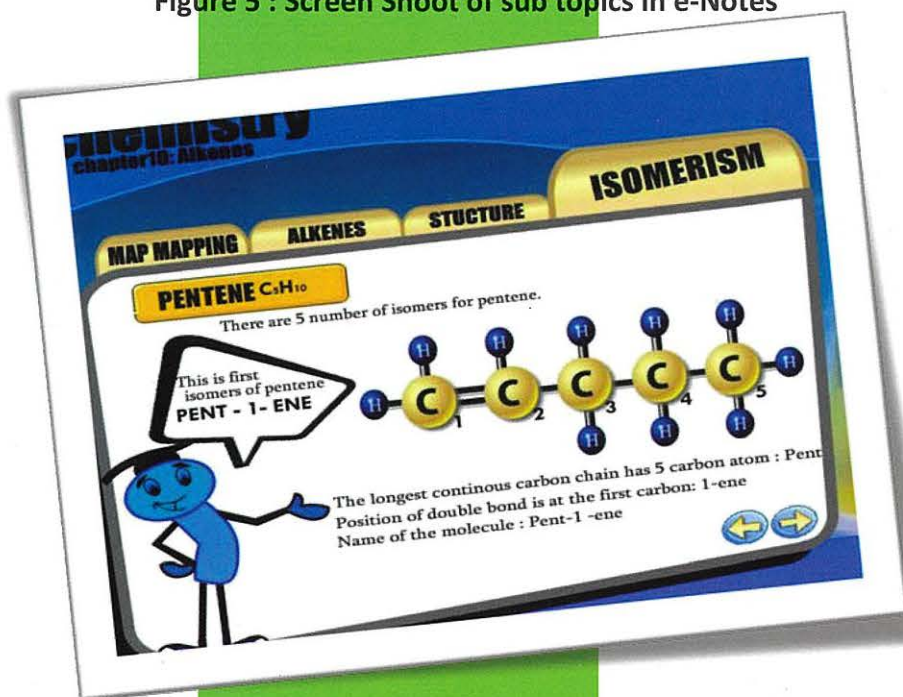 Figure 5 : Screen Shoot of sub topics in e-Notes
chemistry
chapter10: Alkenes
MAP MAPPING
ALKENES
STUCTURE
ISOMERISM
PENTENE C₅H₁₀
There are 5 number of isomers for pentene.
This is first
isomers of pentene
PENT - 1- ENE
H H H H H
H C C C C C H
1 2 3 4 5
H H H
The longest continous carbon chain has 5 carbon atom : Pent
Position of double bond is at the first carbon: 1-ene
Name of the molecule : Pent-1 -ene